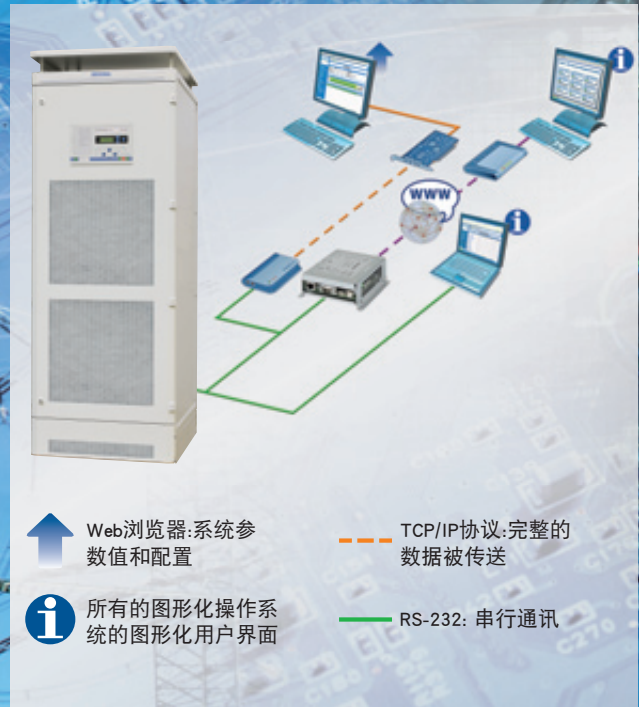 WWW
Web浏览器:系统参
数值和配置
TCP/IP协议:完整的
数据被传送
所有的图形化操作系
统的图形化用户界面
RS-232: 串行通讯
C270